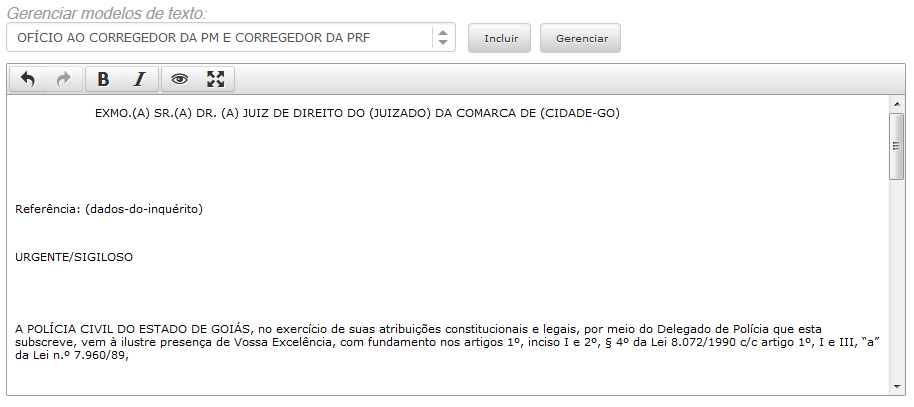 Gerenciar modelos de texto:
OFÍCIO AO CORREGEDOR DA PM E CORREGEDOR DA PRF
Incluir
Gerenciar
B I
EXMO.(A) SR.(A) DR. (A) JUIZ DE DIREITO DO (JUIZADO) DA COMARCA DE (CIDADE-GO)
Referência: (dados-do-inquérito)
URGENTE/SIGILOSO
A POLÍCIA CIVIL DO ESTADO DE GOIÁS, no exercício de suas atribuições constitucionais e legais, por meio do Delegado de Polícia que esta
subscreve, vem à ilustre presença de Vossa Excelência, com fundamento nos artigos 1º, inciso I e 2º, § 4º da Lei 8.072/1990 c/c artigo 1º, I e III, “a”
da Lei n.º 7.960/89,